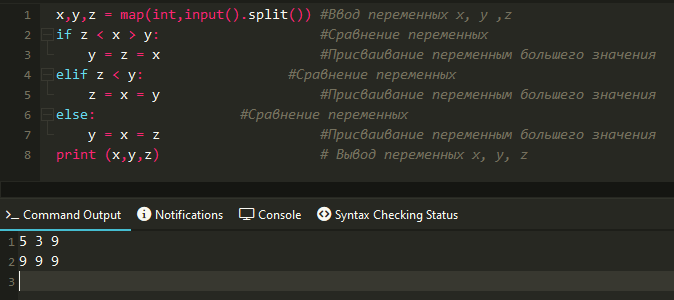 1 x,y,z = map(int,input().split()) #Ввод переменных x, y ,z
2 if z < x > y: #Сравнение переменных
3 y = z = x #Присваивание переменным большего значения
4 elif z < y: #Сравнение переменных
5 z = x = y #Присваивание переменным большего значения
6 else: #Сравнение переменных
7 y = x = z #Присваивание переменным большего значения
8 print (x,y,z) # Вывод переменных x, y, z
Command Output Notifications Console Syntax Checking Status
1 5 3 9
2 9 9 9
3